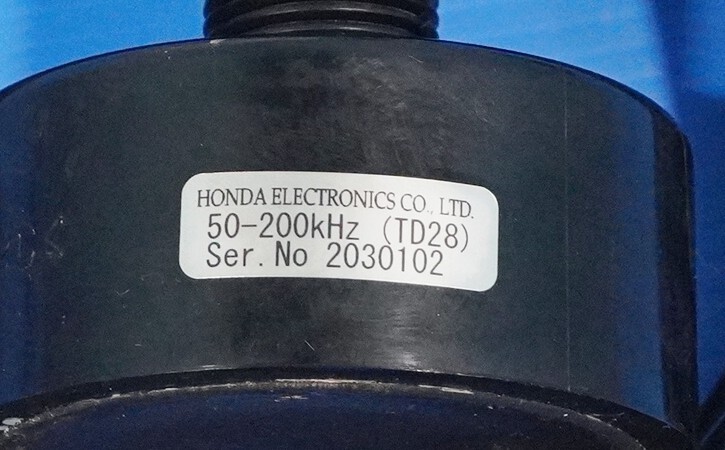 HONDA ELECTRONICS CO., LTD.
50-200kHz (TD28)
Ser.No 2030102